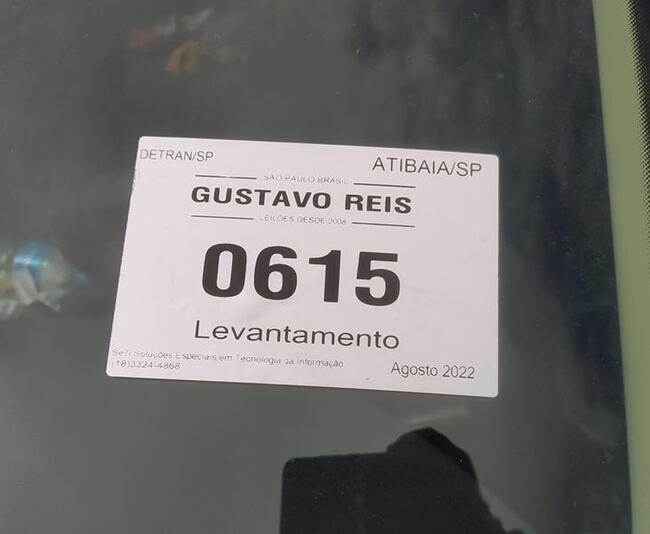 DETRAN/SP
ATIBAIA/SP
SÃO PAULO BRASIL
GUSTAVO REIS
LEILÕES DESDE 2008
0615
Levantamento
Se7i Soluções Especiais em Tecnologia da Informação
(18)3324-4868
Agosto 2022